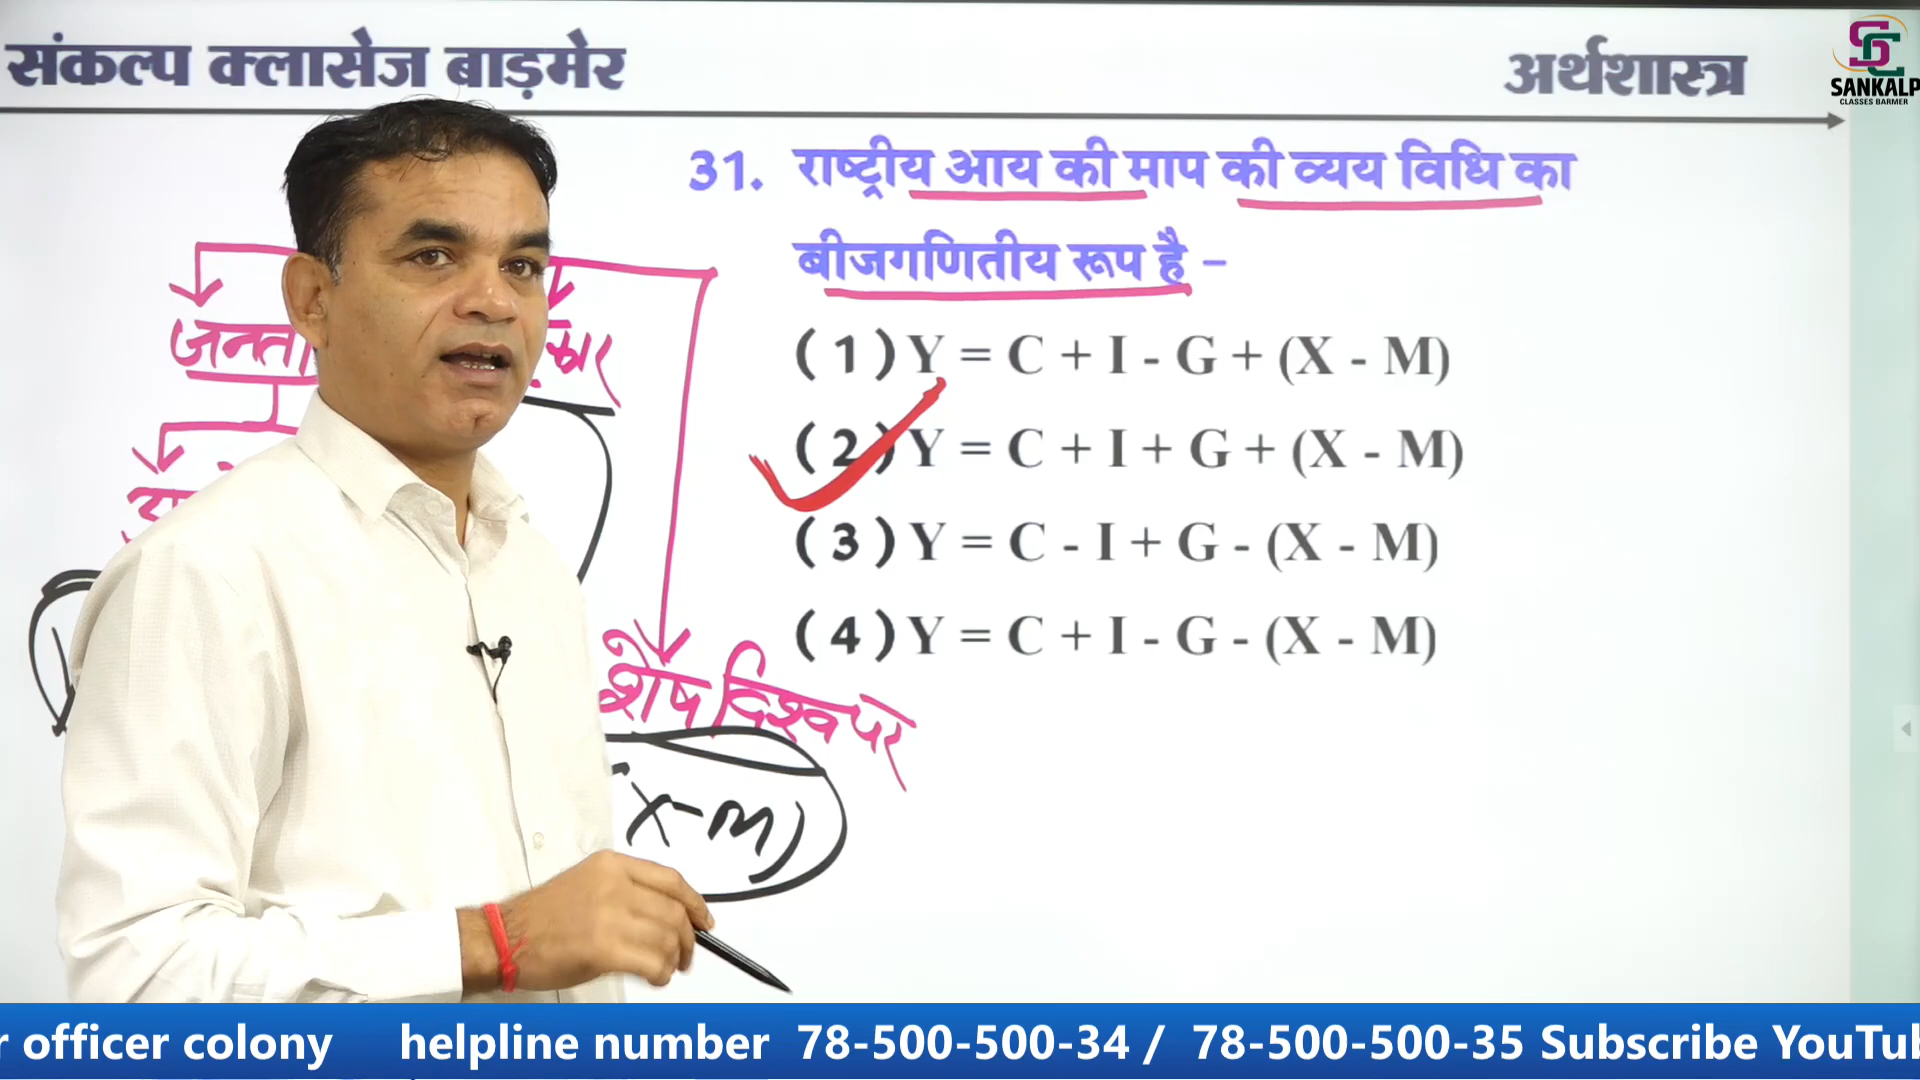 संकल्प क्लासेज बाड़मेर
अर्थशास्त्र
SANKALP
CLASSES BARMER
31. राष्ट्रीय आय की माप की व्यय विधि का
बीजगणितीय रूप है -
(1) Y = C + I - G + (X - M)
(2) Y = C + I + G + (X - M)
(3) Y = C - I + G - (X - M)
(4) Y = C + I - G - (X - M)
जनता
शेष विश्व पर
X-M)
officer colony helpline number 78-500-500-34 / 78-500-500-35 Subscribe